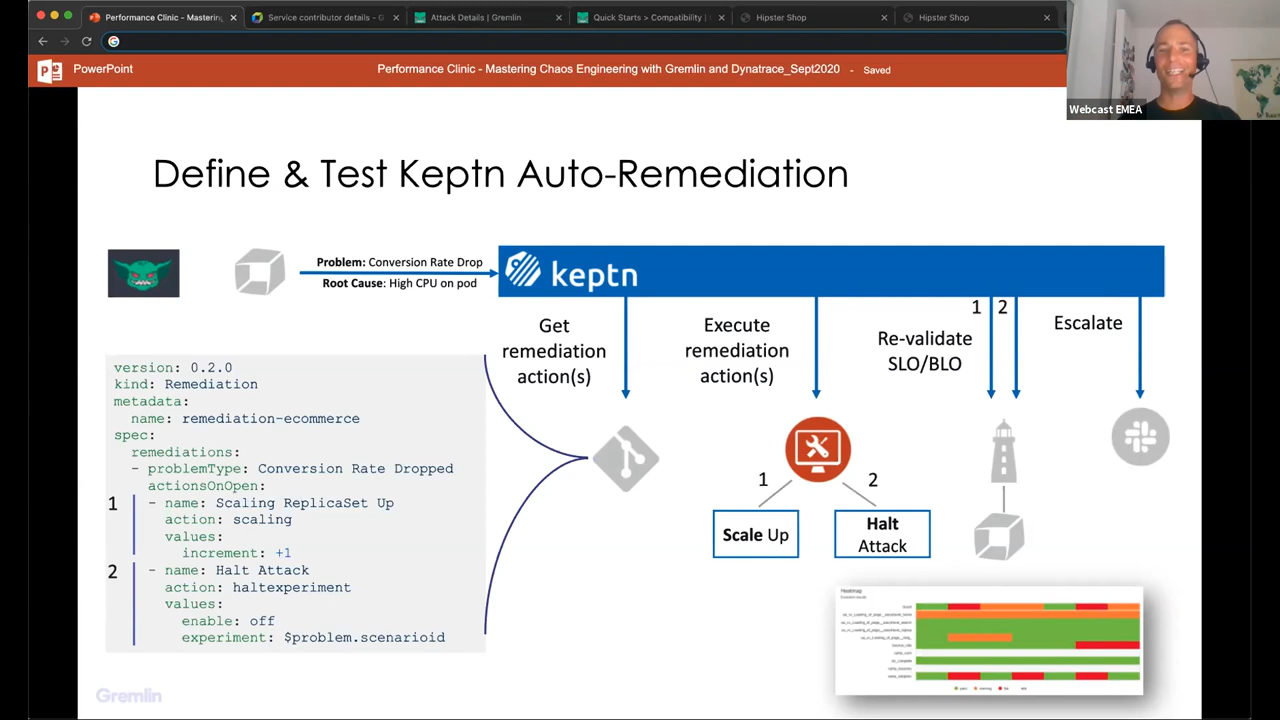 Performance Clinic - Mastering
Service contributor details - G
Attack Details | Gremlin
Quick Starts > Compatibility |
Hipster Shop
Hipster Shop
PowerPoint
Performance Clinic - Mastering Chaos Engineering with Gremlin and Dynatrace_Sept2020 - Saved
Webcast EMEA
Define & Test Keptn Auto-Remediation
Problem: Conversion Rate Drop
Root Cause: High CPU on pod
keptn
Get
remediation
action(s)
Execute
remediation
action(s)
1 2
Re-validate
SLO/BLO
Escalate
version: 0.2.0
kind: Remediation
metadata:
name: remediation-ecommerce
spec:
remediations:
- problemType: Conversion Rate Dropped
actionsOnOpen:
1 - name: Scaling ReplicaSet Up
action: scaling
values:
increment: +1
2 - name: Halt Attack
action: haltexperiment
values:
enable: off
experiment: $problem.scenarioid
1 2
Scale Up
Halt
Attack
Heatmap
Gremlin